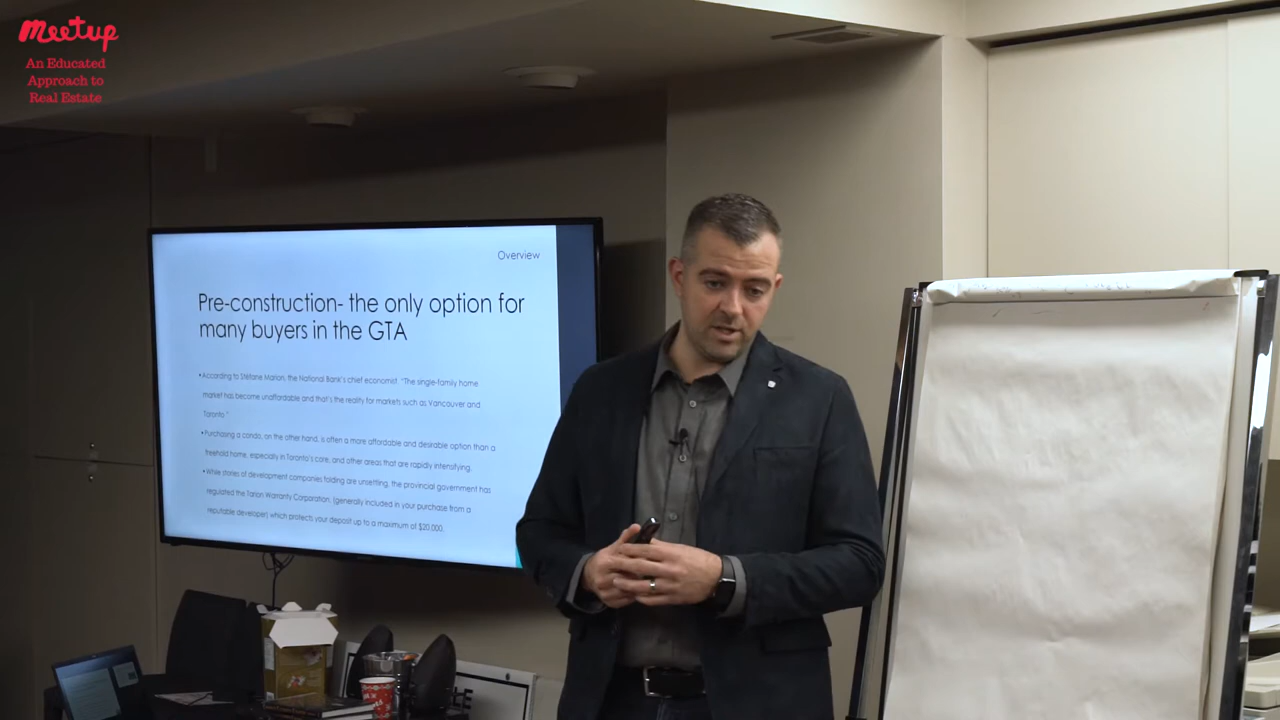 Meetup
An Educated
Approach to
Real Estate
Overview
Pre-construction- the only option for
many buyers in the GTA
•According to Stéfane Marion, the National Bank's chief economist. "The single-family home
market has become unaffordable and that's the reality for markets such as Vancouver and
Toronto."
•Purchasing a condo, on the other hand, is often a more affordable and desirable option than a
freehold home, especially in Toronto's core, and other areas that are rapidly intensifying.
•While stories of development companies folding are unsettling, the provincial government has
regulated the Tarion Warranty Corporation, (generally included in your purchase from a
reputable developer) which protects your deposit up to a maximum of $20,000.